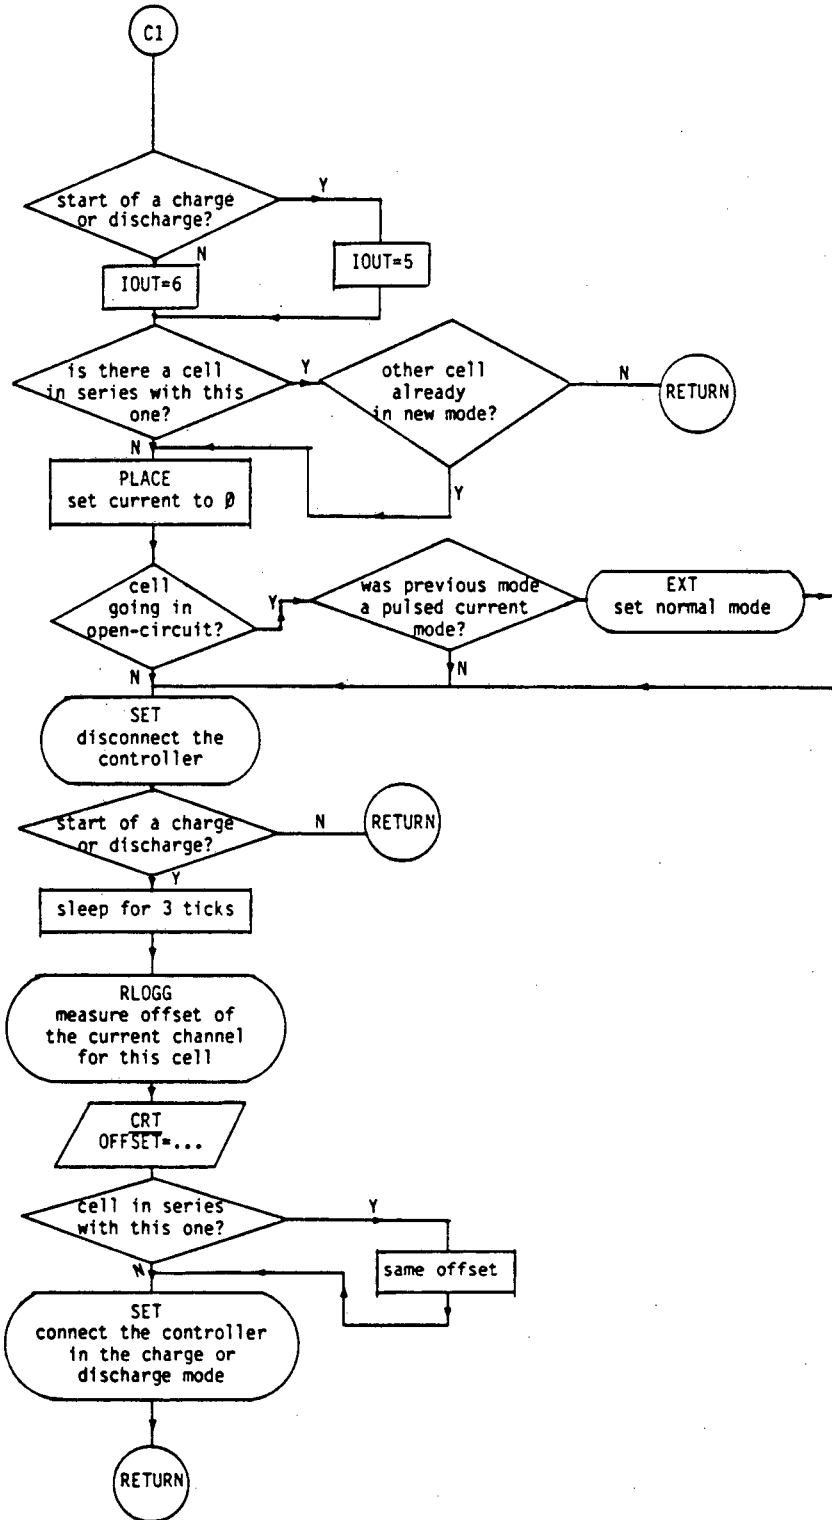 C1
start of a charge
or discharge?
Y
N
IOUT=6
IOUT=5
is there a cell
in series with this
one?
Y
other cell
already
in new mode?
N
RETURN
N
Y
PLACE
set current to Ø
cell
going in
open-circuit?
Y
was previous mode
a pulsed current
mode?
EXT
set normal mode
N
N
SET
disconnect the
controller
start of a charge
or discharge?
N
RETURN
Y
sleep for 3 ticks
RLOGG
measure offset of
the current channel
for this cell
CRT
OFFSET=...
cell in series
with this one?
Y
same offset
N
SET
connect the controller
in the charge or
discharge mode
RETURN